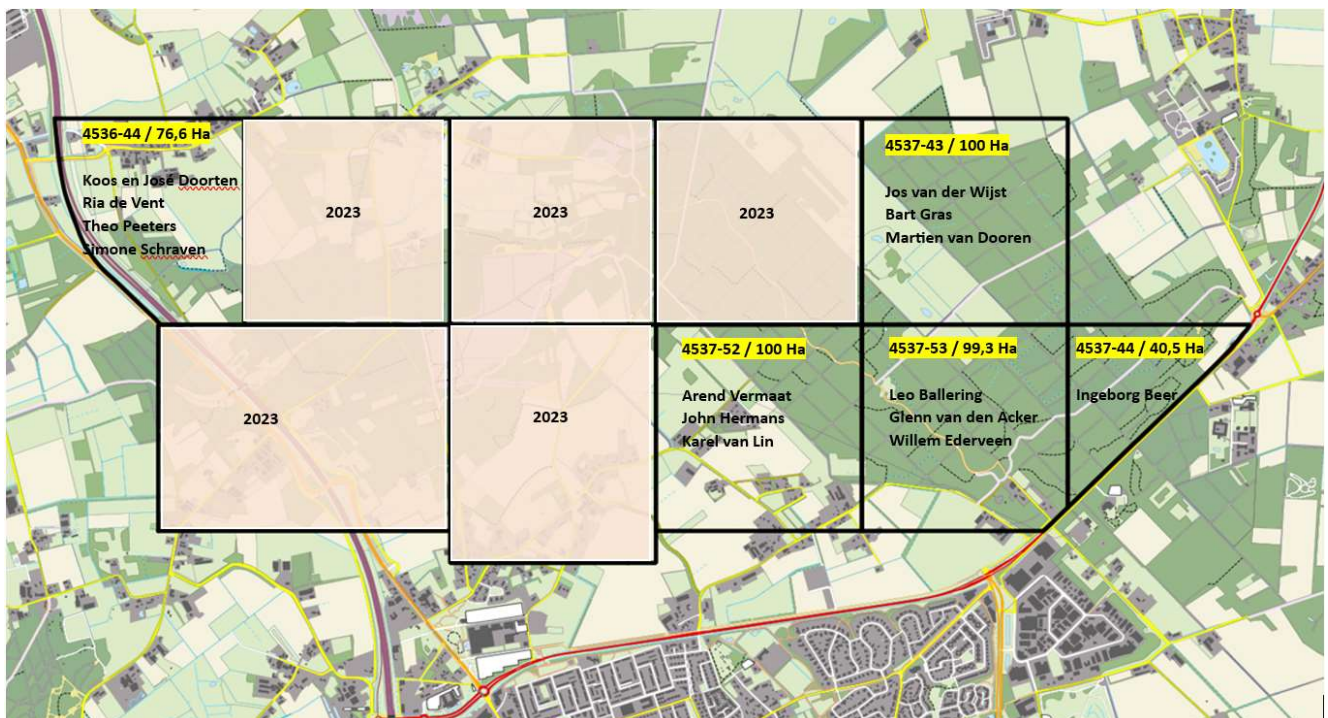 4536-44 / 76,6 Ha
Koos en José Doorten
Ria de Vent
Theo Peeters
Simone Schraven
2023
2023
2023
4537-43 / 100 Ha
Jos van der Wijst
Bart Gras
Martien van Dooren
2023
2023
4537-52 / 100 Ha
Arend Vermaat
John Hermans
Karel van Lin
4537-53 / 99,3 Ha
Leo Ballering
Glenn van den Acker
Willem Ederveen
4537-44 / 40,5 Ha
Ingeborg Beer